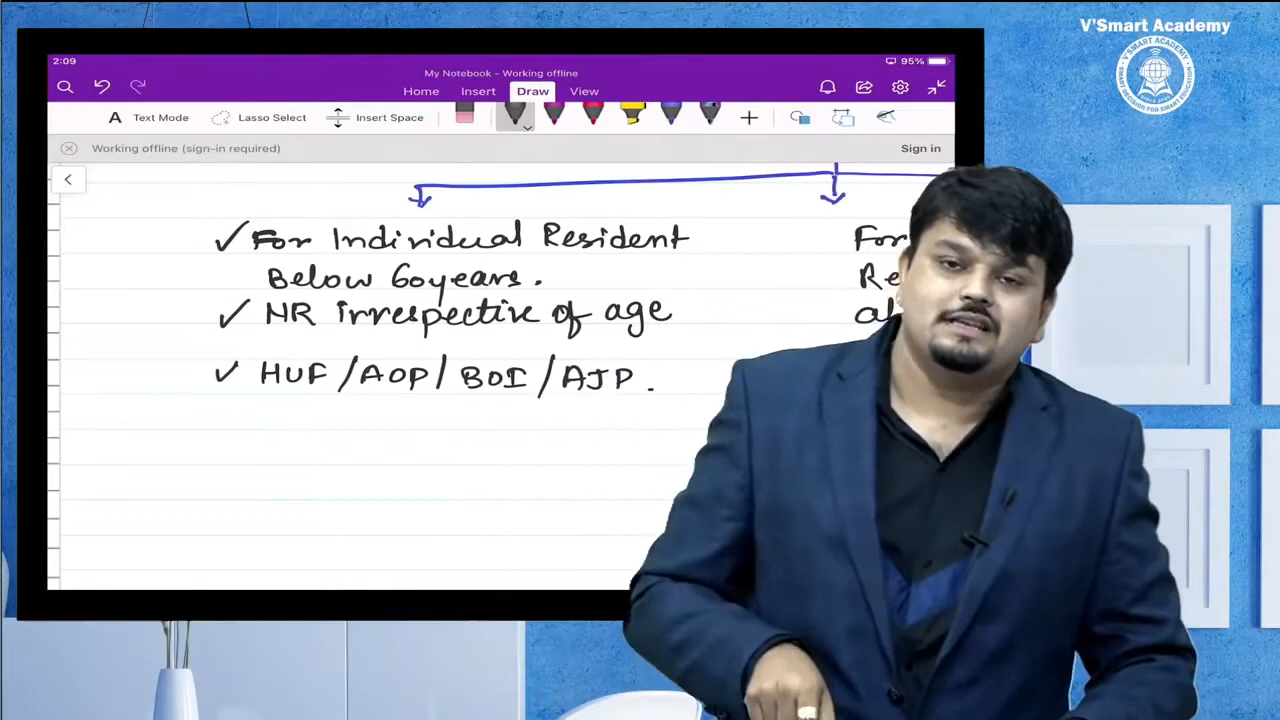 V'Smart Academy
2:09
95%
My Notebook - Working offline
Home Insert Draw View
A Text Mode Lasso Select Insert Space
Working offline (sign-in required) Sign in
✓ For Individual Resident
Below 60years.
✓ NR irrespective of age
✓ HUF /AOP/ BOI /AJP.
For
Re
ab